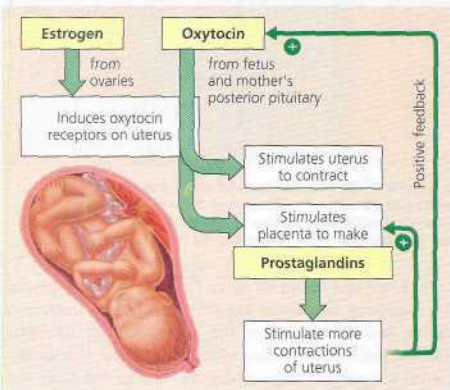 Estrogen
Oxytocin
from
ovaries
from fetus
and mother's
posterior pituitary
Induces oxytocin
receptors on uterus
Stimulates uterus
to contract
Stimulates
placenta to make
Prostaglandins
Stimulate more
contractions
of uterus
Positive feedback
+
+